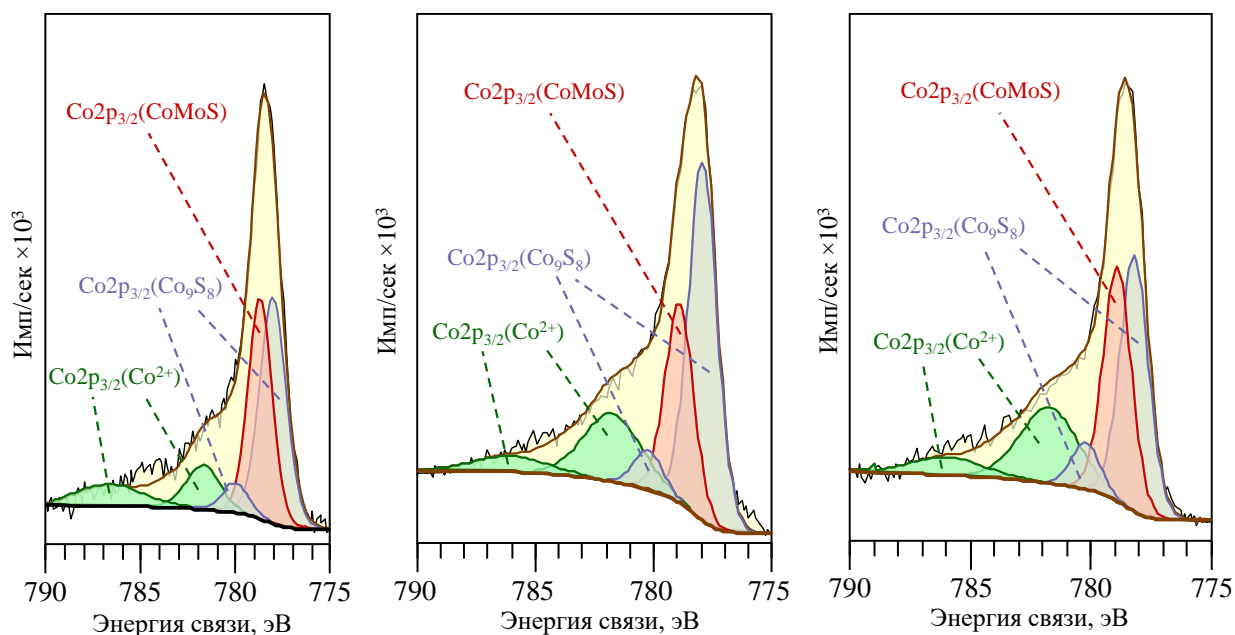 Имп/сек ×10³
Co2p₃/₂(CoMoS)
Co2p₃/₂(Co₉S₈)
Co2p₃/₂(Co²⁺)
790 785 780 775
Энергия связи, эВ
Имп/сек ×10³
Co2p₃/₂(CoMoS)
Co2p₃/₂(Co₉S₈)
Co2p₃/₂(Co²⁺)
790 785 780 775
Энергия связи, эВ
Имп/сек ×10³
Co2p₃/₂(CoMoS)
Co2p₃/₂(Co₉S₈)
Co2p₃/₂(Co²⁺)
790 785 780 775
Энергия связи, эВ